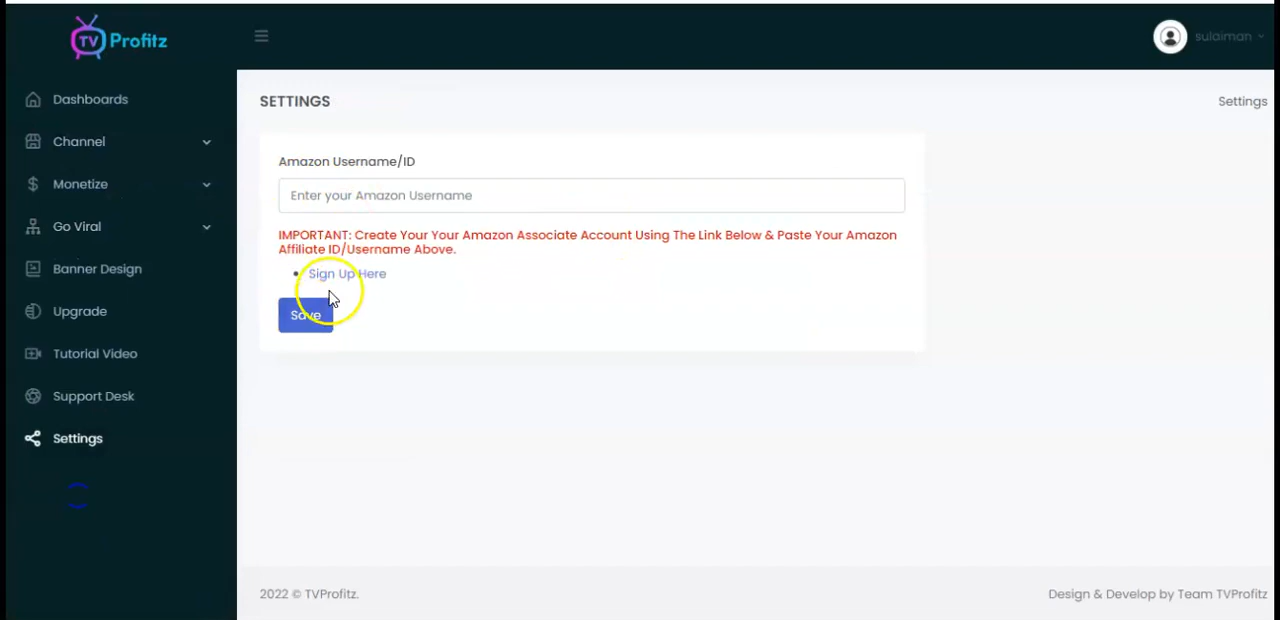 TV Profitz
sulaiman
Dashboards
Channel
Monetize
Go Viral
Banner Design
Upgrade
Tutorial Video
Support Desk
Settings
SETTINGS
Settings
Amazon Username/ID
Enter your Amazon Username
IMPORTANT: Create Your Your Amazon Associate Account Using The Link Below & Paste Your Amazon
Affiliate ID/Username Above.
Sign Up Here
Save
2022 © TVProfitz.
Design & Develop by Team TVProfitz